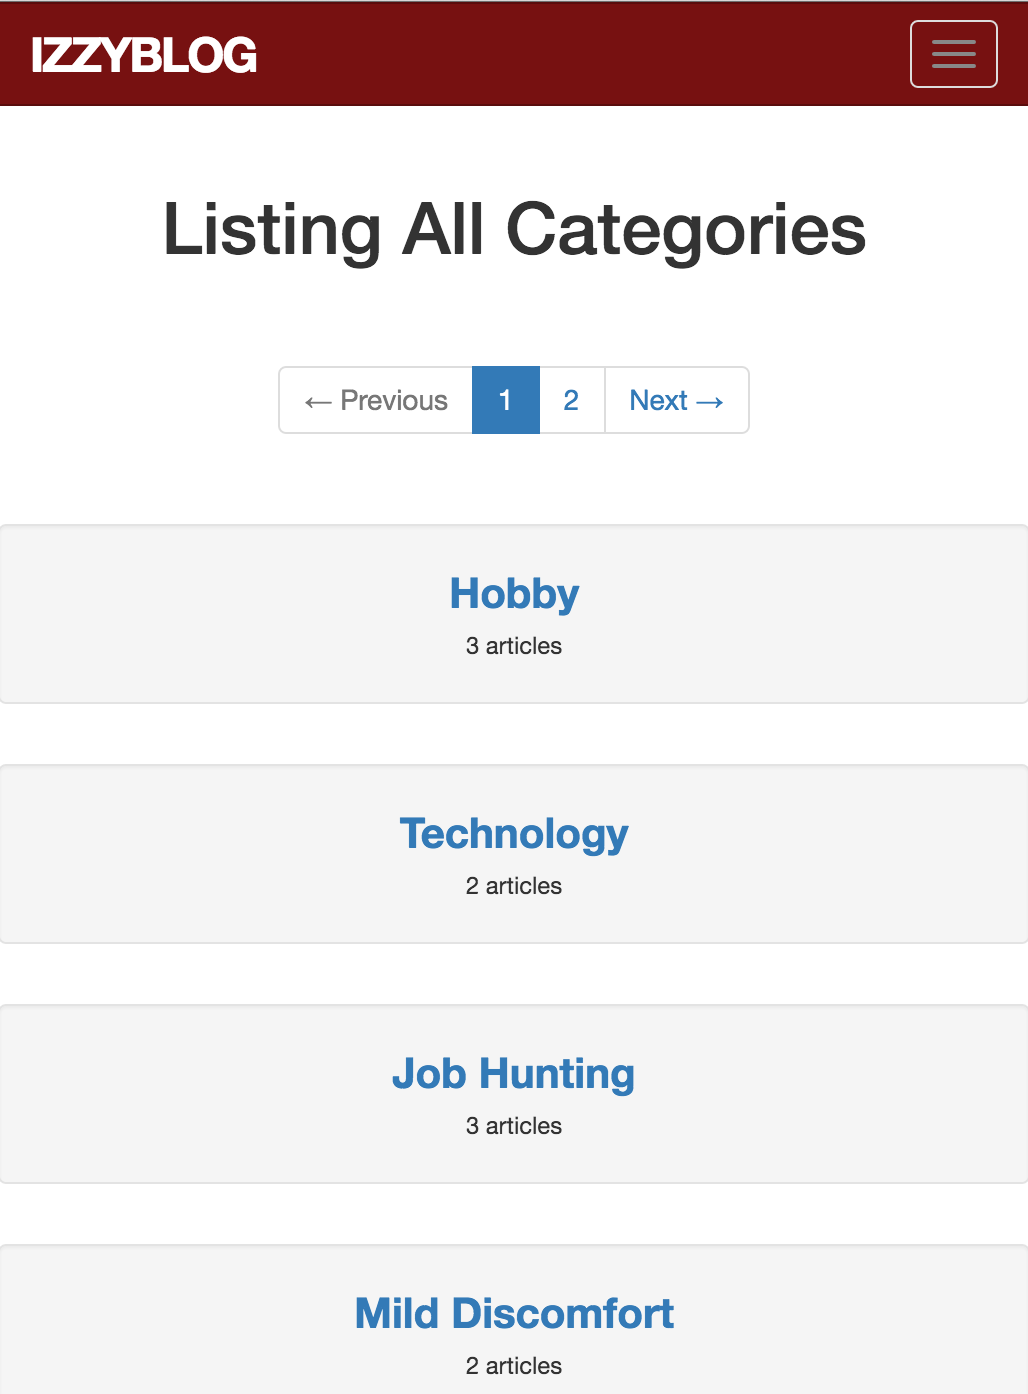 IZZYBLOG
Listing All Categories
← Previous 1 2 Next →
Hobby
3 articles
Technology
2 articles
Job Hunting
3 articles
Mild Discomfort
2 articles